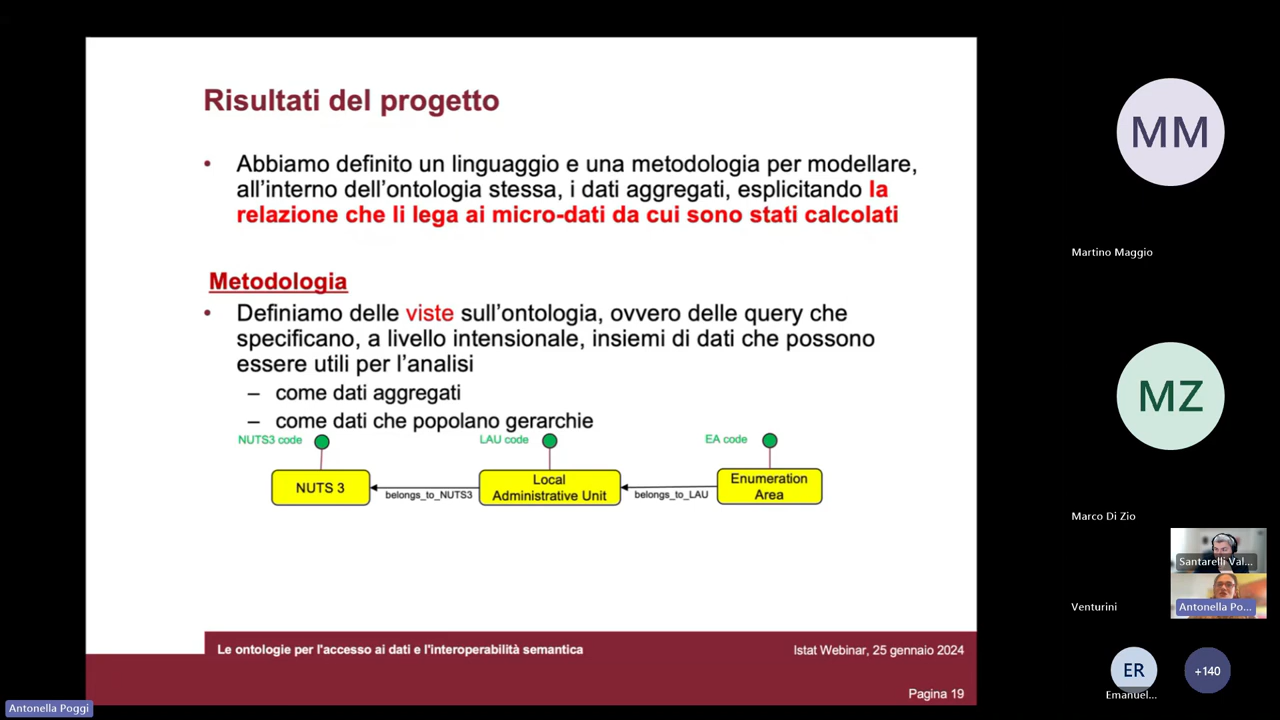 Risultati del progetto
• Abbiamo definito un linguaggio e una metodologia per modellare,
all'interno dell'ontologia stessa, i dati aggregati, esplicitando la
relazione che li lega ai micro-dati da cui sono stati calcolati
Metodologia
• Definiamo delle viste sull'ontologia, ovvero delle query che
specificano, a livello intensionale, insiemi di dati che possono
essere utili per l'analisi
– come dati aggregati
– come dati che popolano gerarchie
NUTS3 code
LAU code
EA code
NUTS 3
belongs_to_NUTS3
Local
Administrative Unit
belongs_to_LAU
Enumeration
Area
Le ontologie per l'accesso ai dati e l'interoperabilità semantica
Istat Webinar, 25 gennaio 2024
Pagina 19
Antonella Poggi
MM
Martino Maggio
MZ
Marco Di Zio
Santarelli Val...
Venturini
Antonella Po...
ER
+140
Emanuel...